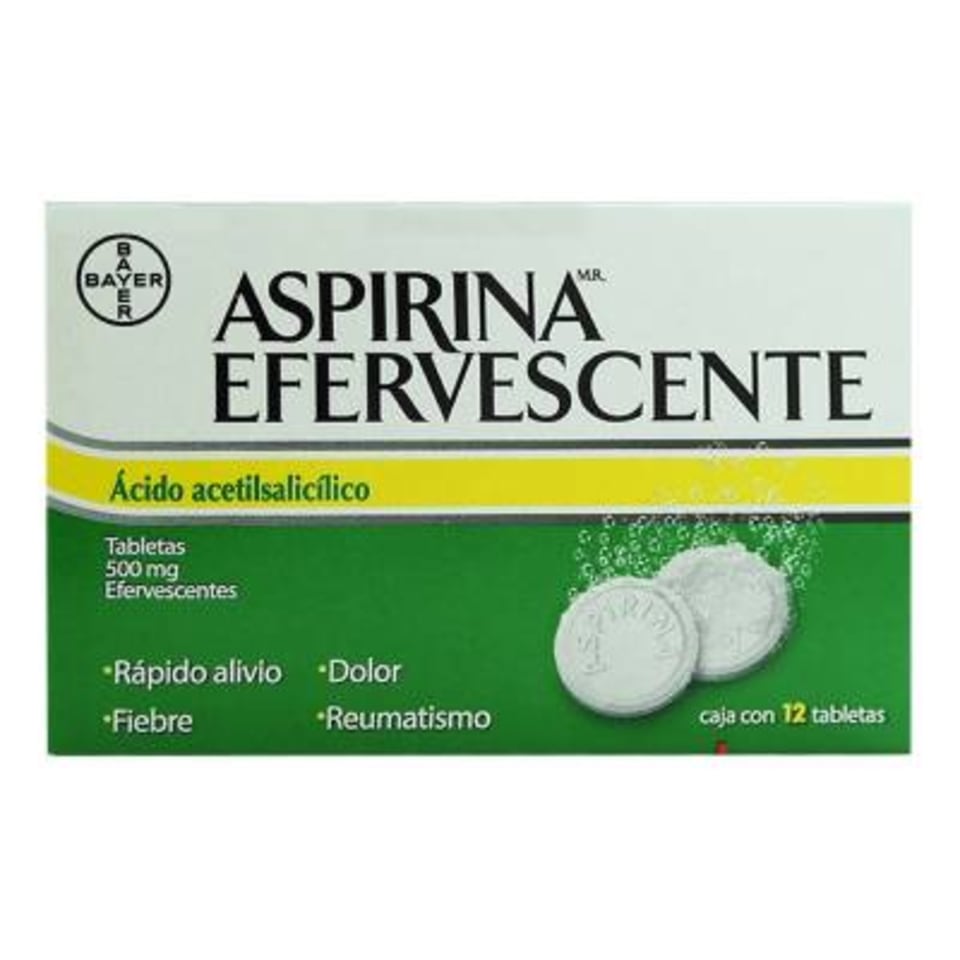 BAYER
BAYER
ASPIRINA M.R.
EFERVESCENTE
Ácido acetilsalicílico
Tabletas
500 mg
Efervescentes
•Rápido alivio •Dolor
•Fiebre •Reumatismo
ASPIRINA
caja con 12 tabletas